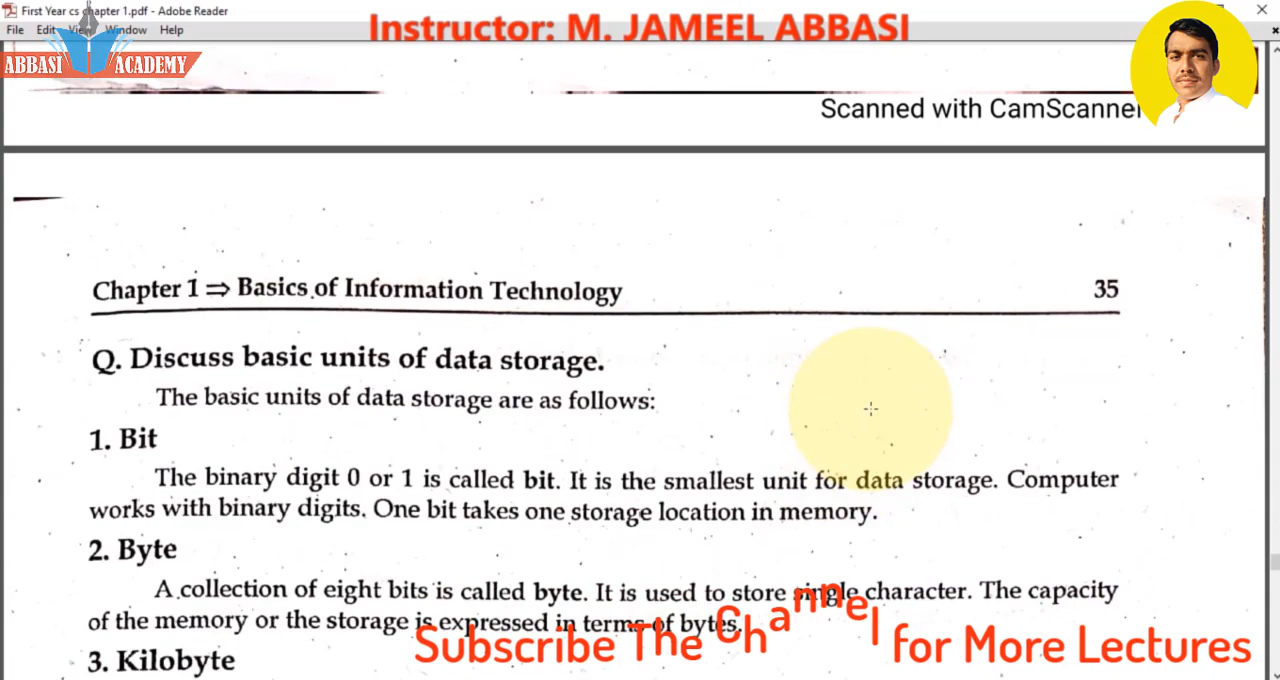 First Year cs chapter 1.pdf - Adobe Reader
File Edit View Window Help
Instructor: M. JAMEEL ABBASI
ABBASI ACADEMY
Scanned with CamScanner
Chapter 1 ⇒ Basics of Information Technology 35
Q. Discuss basic units of data storage.
The basic units of data storage are as follows:
1. Bit
The binary digit 0 or 1 is called bit. It is the smallest unit for data storage. Computer
works with binary digits. One bit takes one storage location in memory.
2. Byte
A collection of eight bits is called byte. It is used to store single character. The capacity
of the memory or the storage is expressed in terms of bytes.
Subscribe The Channel for More Lectures
3. Kilobyte